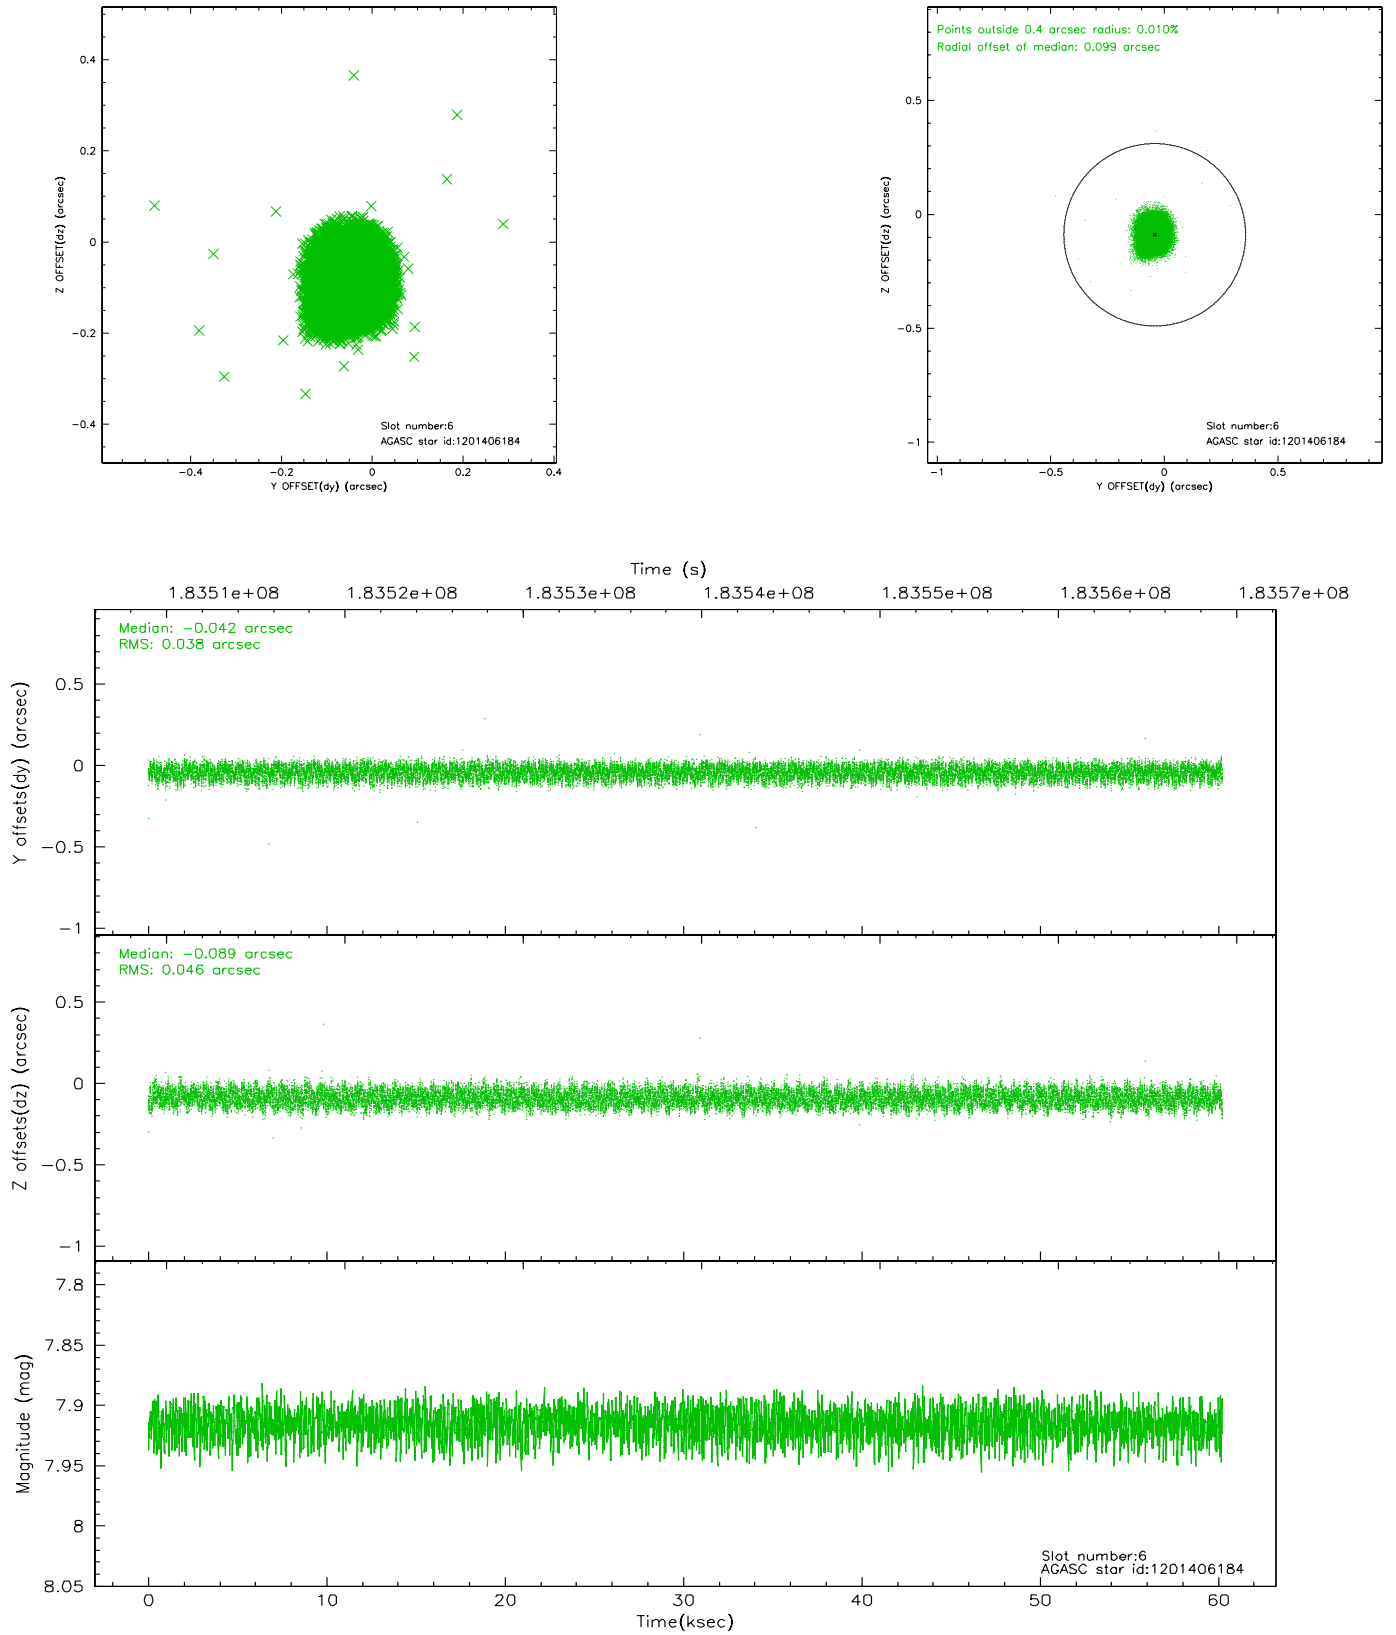 0.4
0.2
0
−0.2
−0.4
Z OFFSET(dz) (arcsec)
Slot number:6
AGASC star id:1201406184
−0.4
−0.2
0
0.2
0.4
Y OFFSET(dy) (arcsec)
Points outside 0.4 arcsec radius: 0.010%
Radial offset of median: 0.099 arcsec
0.5
0
−0.5
−1
Z OFFSET(dz) (arcsec)
Slot number:6
AGASC star id:1201406184
−1
−0.5
0
0.5
Y OFFSET(dy) (arcsec)
Time (s)
1.8351e+08
1.8352e+08
1.8353e+08
1.8354e+08
1.8355e+08
1.8356e+08
1.8357e+08
Median: −0.042 arcsec
RMS: 0.038 arcsec
0.5
0
−0.5
−1
Y offsets(dy) (arcsec)
Median: −0.089 arcsec
RMS: 0.046 arcsec
0.5
0
−0.5
−1
Z offsets(dz) (arcsec)
7.8
7.85
7.9
7.95
8
8.05
Magnitude (mag)
Slot number:6
AGASC star id:1201406184
0
10
20
30
40
50
60
Time(ksec)